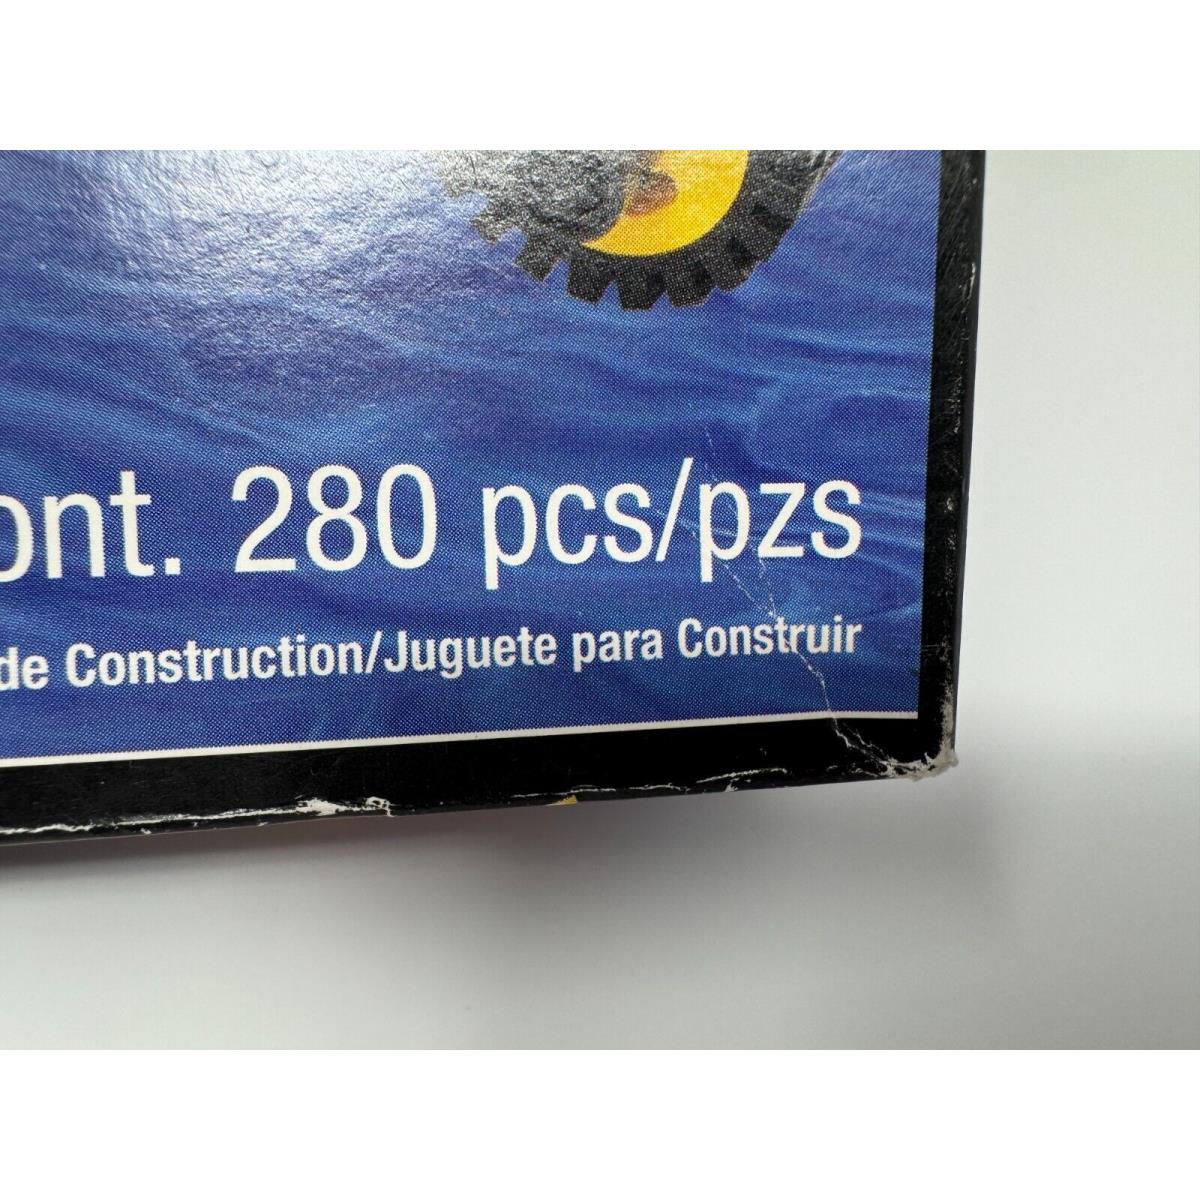 ont. 280 pcs/pzs
de Construction/Juguete para Construir